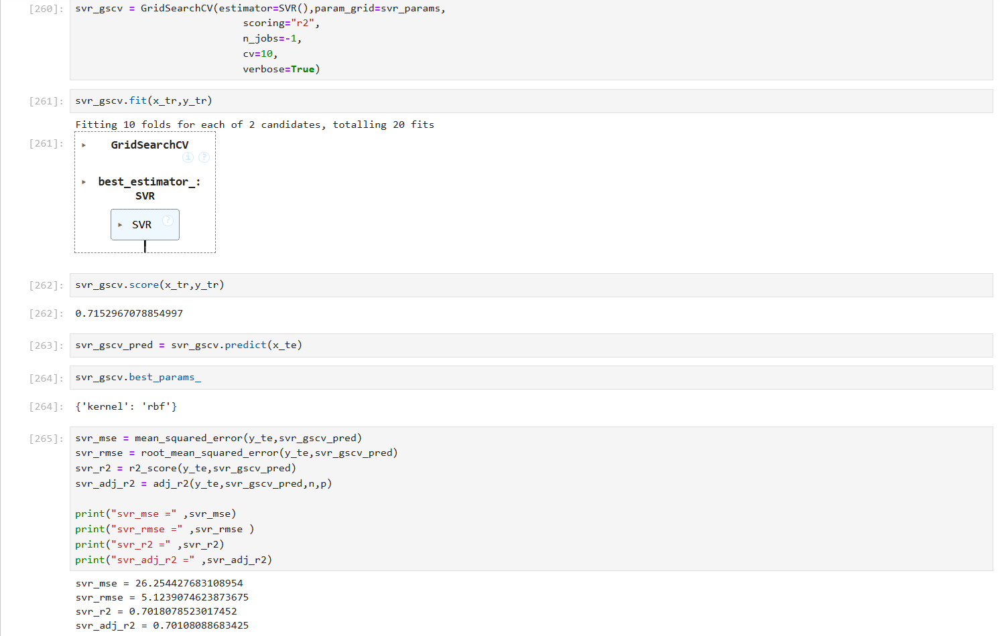 [260]: svr_gscv = GridSearchCV(estimator=SVR(),param_grid=svr_params,
scoring="r2",
n_jobs=-1,
cv=10,
verbose=True)
[261]: svr_gscv.fit(x_tr,y_tr)
Fitting 10 folds for each of 2 candidates, totalling 20 fits
[261]: ▸ GridSearchCV
i ?
▸ best_estimator_:
SVR
▸ SVR ?
[262]: svr_gscv.score(x_tr,y_tr)
[262]: 0.7152967078854997
[263]: svr_gscv_pred = svr_gscv.predict(x_te)
[264]: svr_gscv.best_params_
[264]: {'kernel': 'rbf'}
[265]: svr_mse = mean_squared_error(y_te,svr_gscv_pred)
svr_rmse = root_mean_squared_error(y_te,svr_gscv_pred)
svr_r2 = r2_score(y_te,svr_gscv_pred)
svr_adj_r2 = adj_r2(y_te,svr_gscv_pred,n,p)
print("svr_mse =" ,svr_mse)
print("svr_rmse =" ,svr_rmse )
print("svr_r2 =" ,svr_r2)
print("svr_adj_r2 =" ,svr_adj_r2)
svr_mse = 26.254427683108954
svr_rmse = 5.1239074623873675
svr_r2 = 0.7018078523017452
svr_adj_r2 = 0.70108088683425